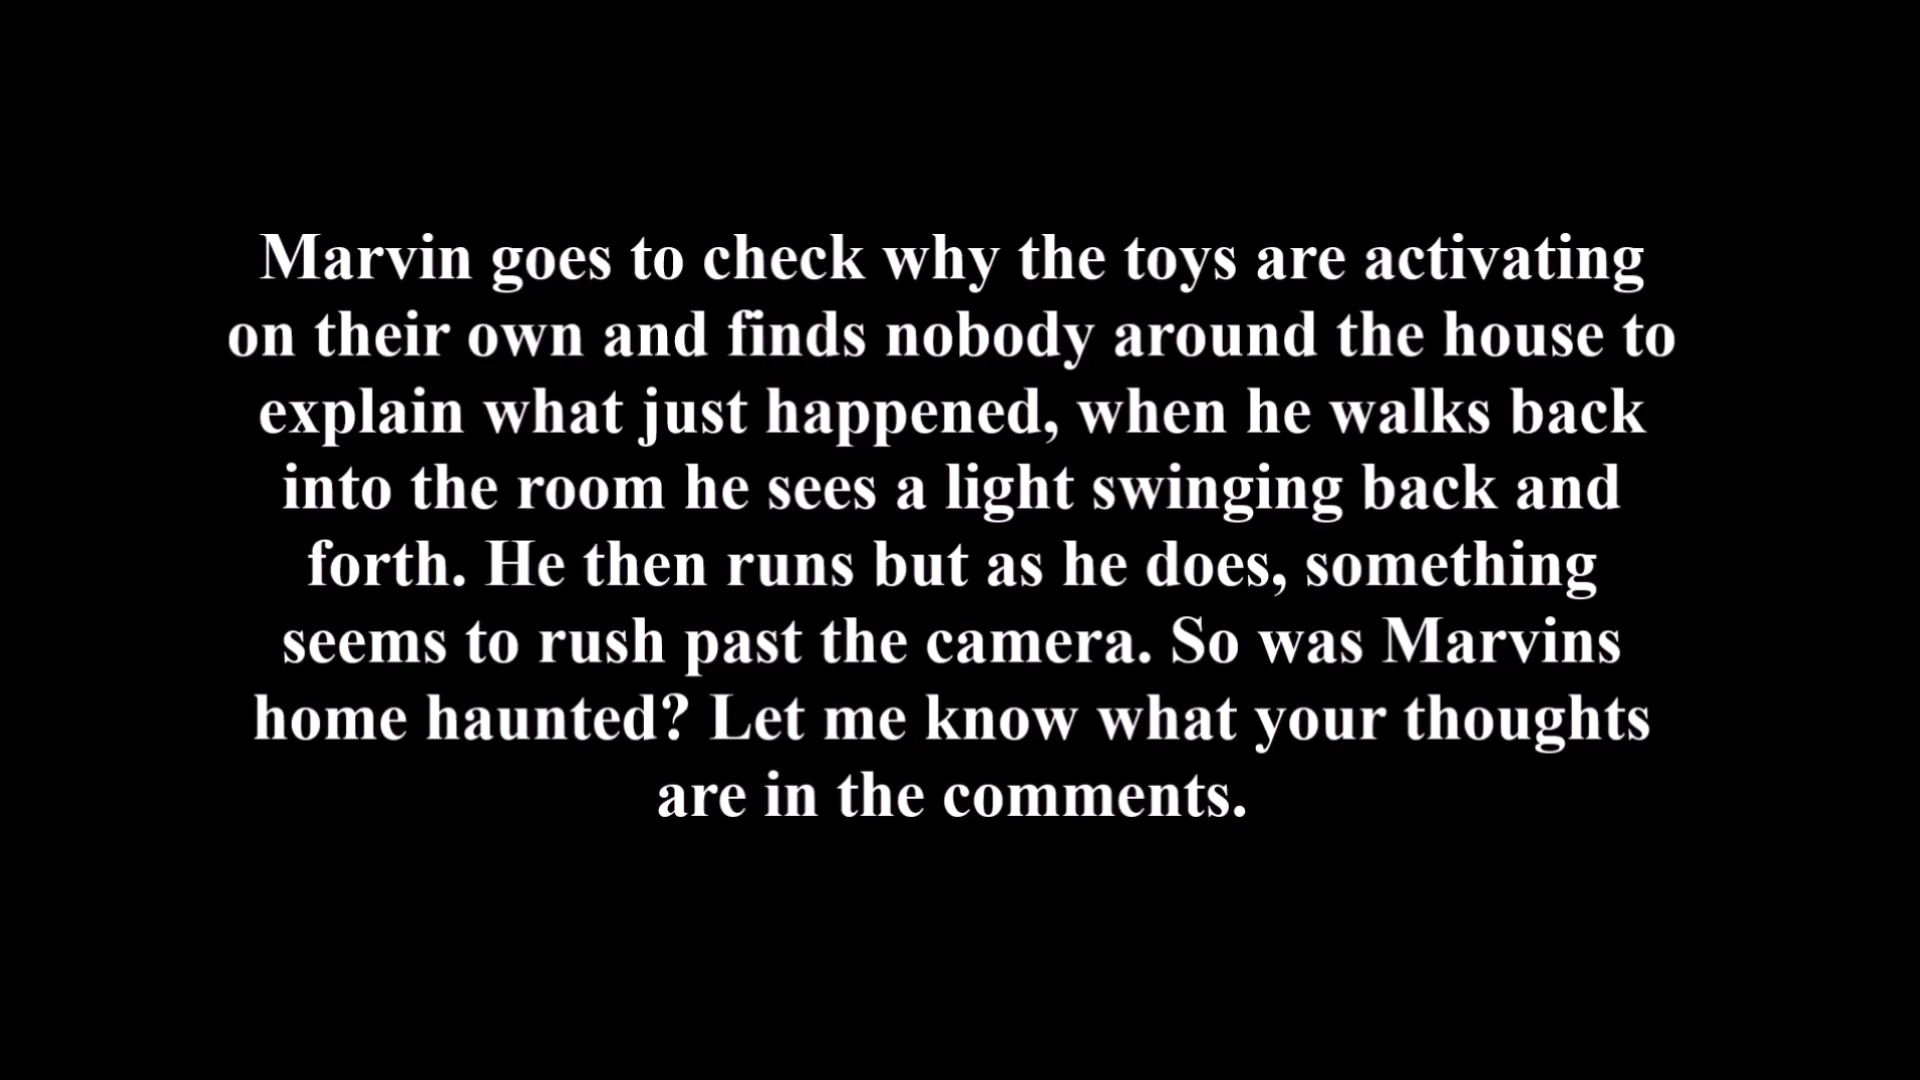 Marvin goes to check why the toys are activating
on their own and finds nobody around the house to
explain what just happened, when he walks back
into the room he sees a light swinging back and
forth. He then runs but as he does, something
seems to rush past the camera. So was Marvins
home haunted? Let me know what your thoughts
are in the comments.